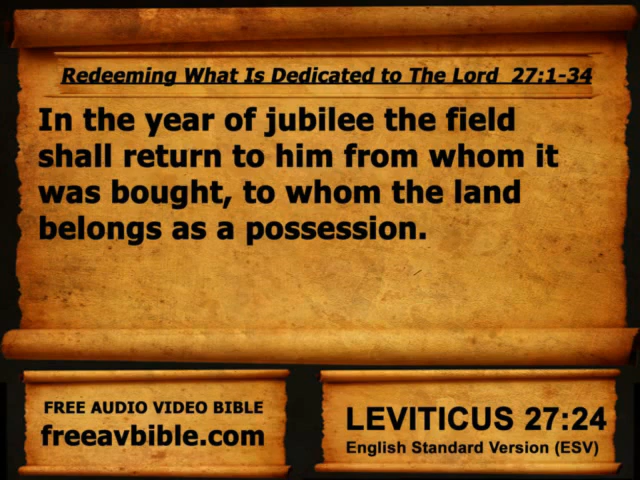 Redeeming What Is Dedicated to The Lord 27:1-34
In the year of jubilee the field
shall return to him from whom it
was bought, to whom the land
belongs as a possession.
FREE AUDIO VIDEO BIBLE
freeavbible.com
LEVITICUS 27:24
English Standard Version (ESV)